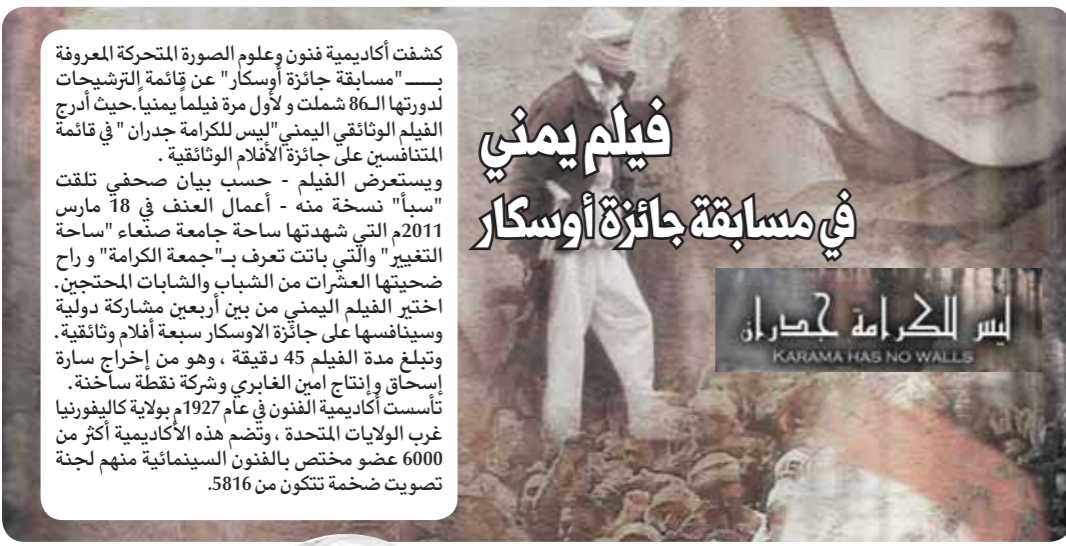 فيلم يمني
في مسابقة جائزة أوسكار
ليس للكرامة جدران
KARAMA HAS NO WALLS
كشفت أكاديمية فنون وعلوم الصورة المتحركة المعروفة
بـــــ "مسابقة جائزة أوسكار" عن قائمة الترشيحات
لدورتها الـ86 شملت و لأول مرة فيلماً يمنياً.حيث أدرج
الفيلم الوثائقي اليمني"ليس للكرامة جدران " في قائمة
المتنافسين على جائزة الأفلام الوثائقية .
ويستعرض الفيلم - حسب بيان صحفي تلقت
"سبأ" نسخة منه - أعمال العنف في 18 مارس
2011م التي شهدتها ساحة جامعة صنعاء "ساحة
التغيير" والتي باتت تعرف بـ"جمعة الكرامة" و راح
ضحيتها العشرات من الشباب والشابات المحتجين.
اختير الفيلم اليمني من بين أربعين مشاركة دولية
وسينافسها على جائزة الاوسكار سبعة أفلام وثائقية.
وتبلغ مدة الفيلم 45 دقيقة ، وهو من إخراج سارة
إسحاق وإنتاج امين الغابري وشركة نقطة ساخنة.
تأسست أكاديمية الفنون في عام 1927م بولاية كاليفورنيا
غرب الولايات المتحدة ، وتضم هذه الأكاديمية أكثر من
6000 عضو مختص بالفنون السينمائية منهم لجنة
تصويت ضخمة تتكون من 5816.